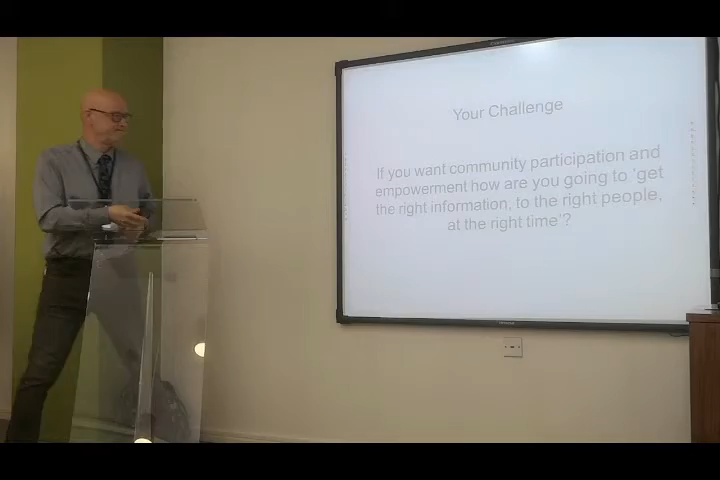 Your Challenge
If you want community participation and
empowerment how are you going to 'get
the right information, to the right people,
at the right time'?